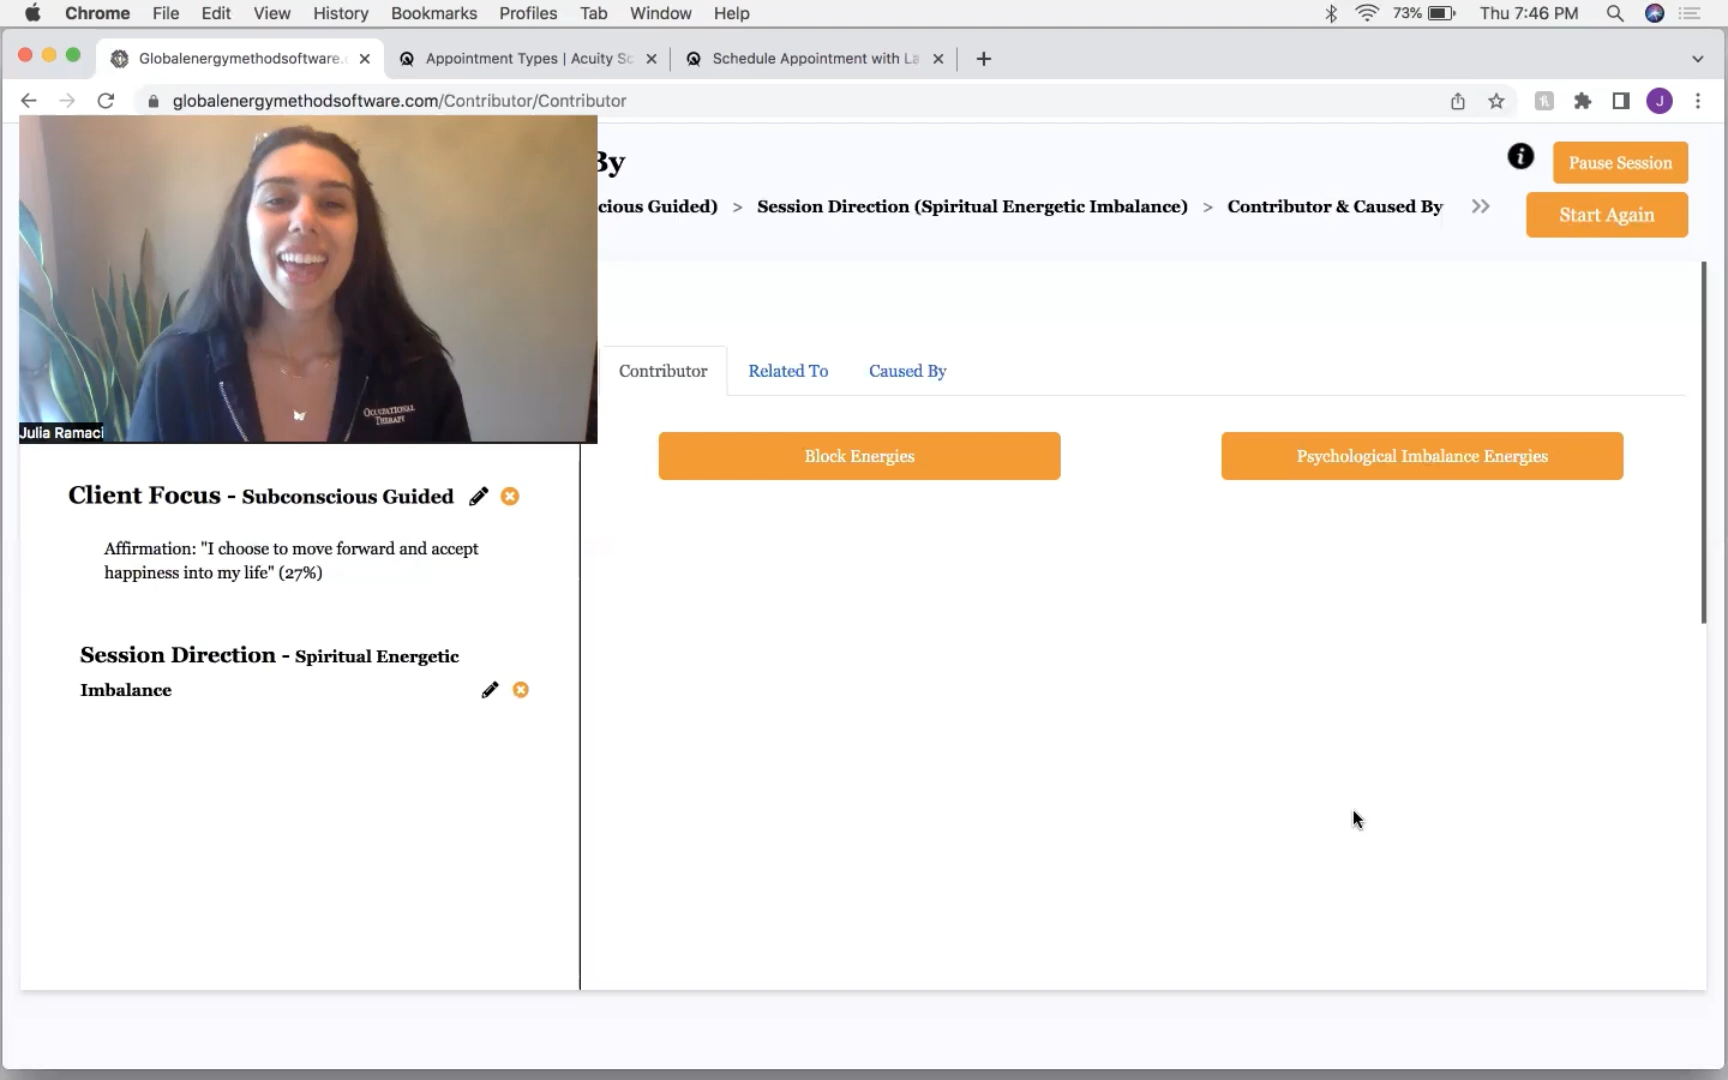 Chrome File Edit View History Bookmarks Profiles Tab Window Help 73% Thu 7:46 PM
Globalenergymethodsoftware. Appointment Types | Acuity Sc Schedule Appointment with La
globalenergymethodsoftware.com/Contributor/Contributor J
By
Pause Session
cious Guided) > Session Direction (Spiritual Energetic Imbalance) > Contributor & Caused By >>
Start Again
Contributor Related To Caused By
OCCUPATIONAL
THERAPY
Julia Ramaci
Block Energies Psychological Imbalance Energies
Client Focus - Subconscious Guided
Affirmation: "I choose to move forward and accept
happiness into my life" (27%)
Session Direction - Spiritual Energetic
Imbalance